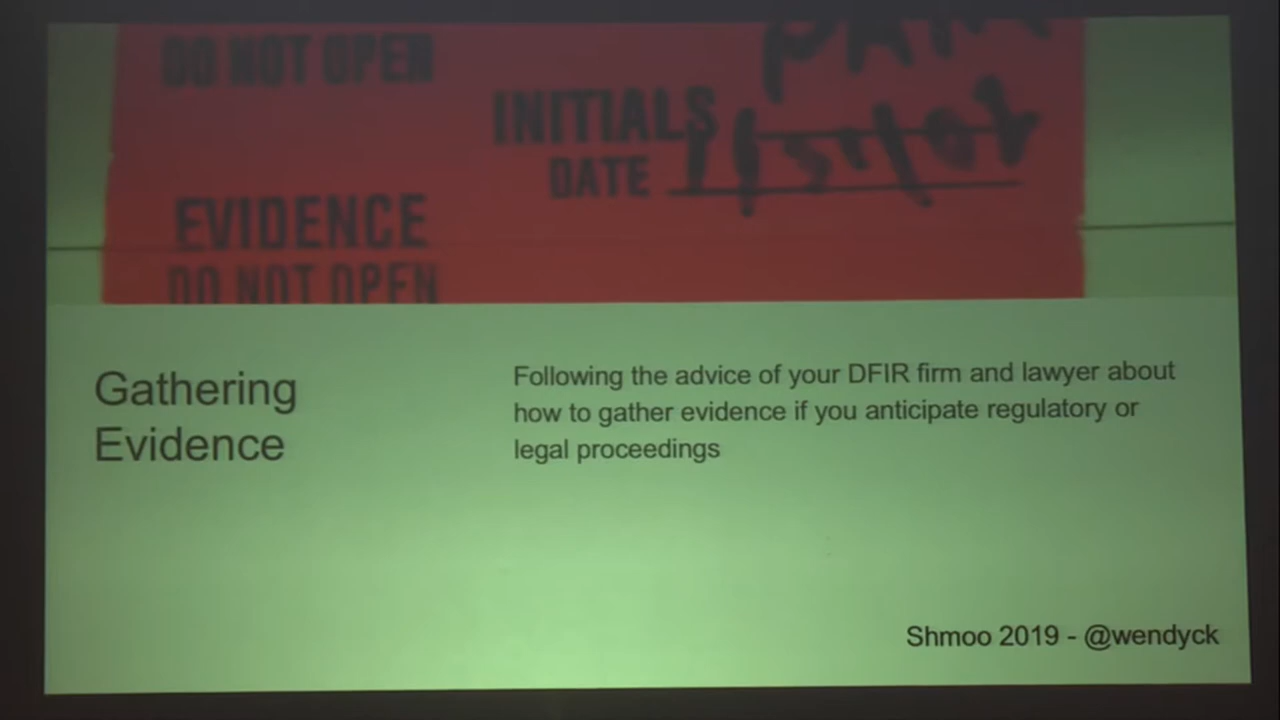 DO NOT OPEN
INITIALS
DATE
EVIDENCE
DO NOT OPEN
Gathering
Evidence
Following the advice of your DFIR firm and lawyer about
how to gather evidence if you anticipate regulatory or
legal proceedings
Shmoo 2019 - @wendyck